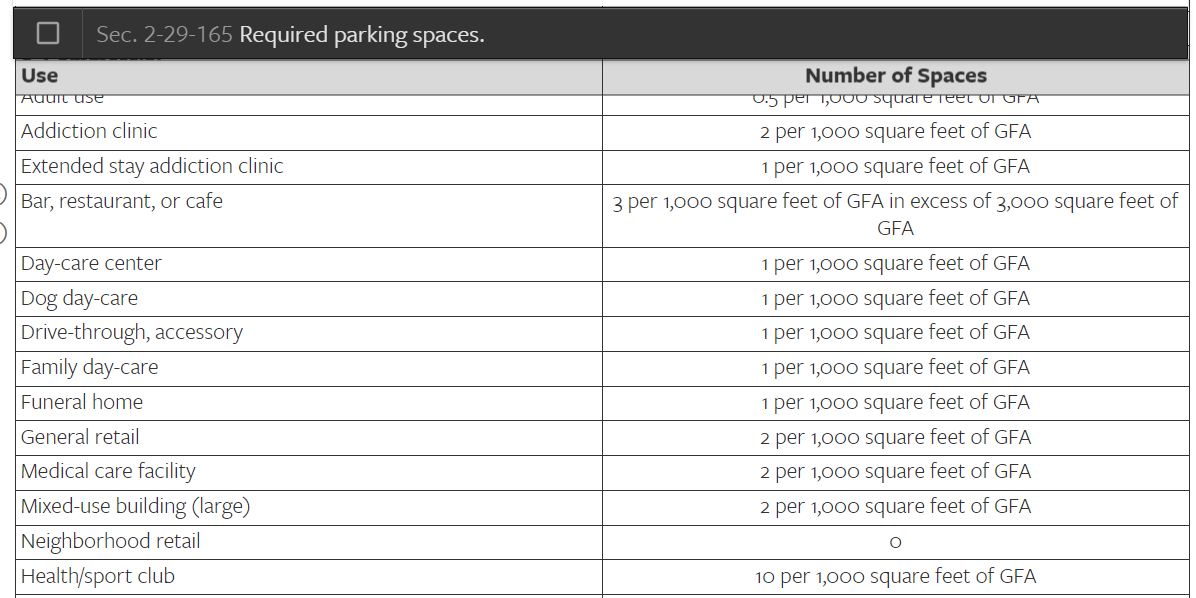 Sec. 2-29-165 Required parking spaces.
Use Number of Spaces
Adult use 0.5 per 1,000 square feet of GFA
Addiction clinic 2 per 1,000 square feet of GFA
Extended stay addiction clinic 1 per 1,000 square feet of GFA
Bar, restaurant, or cafe 3 per 1,000 square feet of GFA in excess of 3,000 square feet of
GFA
Day-care center 1 per 1,000 square feet of GFA
Dog day-care 1 per 1,000 square feet of GFA
Drive-through, accessory 1 per 1,000 square feet of GFA
Family day-care 1 per 1,000 square feet of GFA
Funeral home 1 per 1,000 square feet of GFA
General retail 2 per 1,000 square feet of GFA
Medical care facility 2 per 1,000 square feet of GFA
Mixed-use building (large) 2 per 1,000 square feet of GFA
Neighborhood retail 0
Health/sport club 10 per 1,000 square feet of GFA